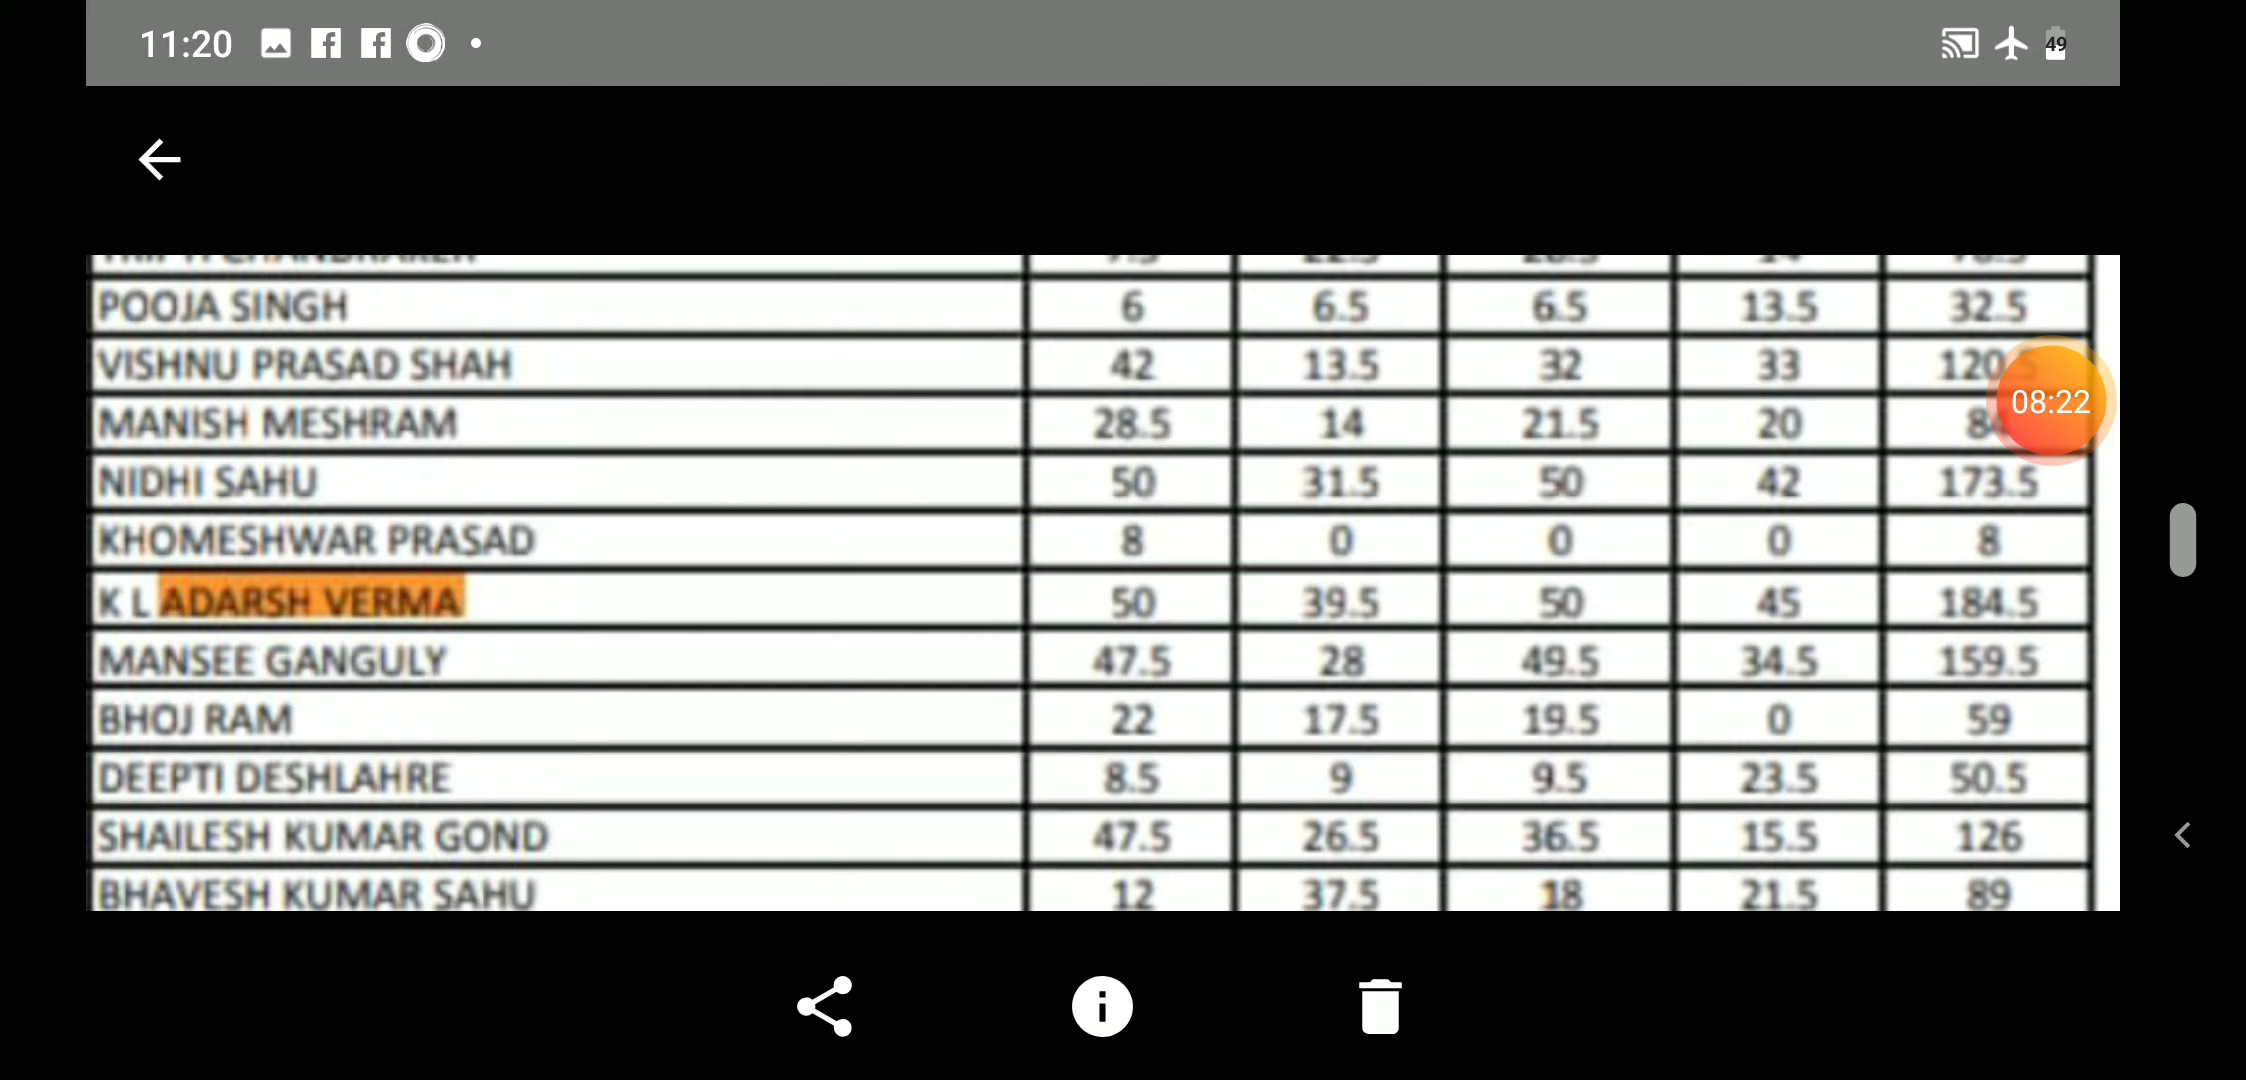 11:20 49
POOJA SINGH 6 6.5 6.5 13.5 32.5
VISHNU PRASAD SHAH 42 13.5 32 33 120.5
MANISH MESHRAM 28.5 14 21.5 20
08:22
NIDHI SAHU 50 31.5 50 42 173.5
KHOMESHWAR PRASAD 8 0 0 0 8
K L ADARSH VERMA 50 39.5 50 45 184.5
MANSEE GANGULY 47.5 28 49.5 34.5 159.5
BHOJ RAM 22 17.5 19.5 0 59
DEEPTI DESHLAHRE 8.5 9 9.5 23.5 50.5
SHAILESH KUMAR GOND 47.5 26.5 36.5 15.5 126
BHAVESH KUMAR SAHU 12 37.5 18 21.5 89